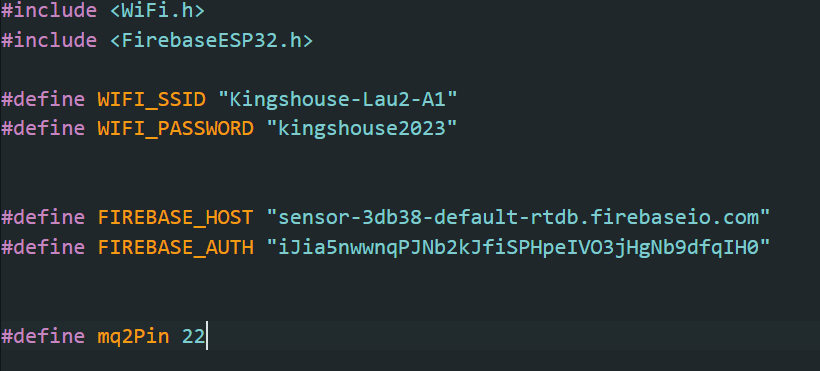 #include <WiFi.h>
#include <FirebaseESP32.h>
#define WIFI_SSID "Kingshouse-Lau2-A1"
#define WIFI_PASSWORD "kingshouse2023"
#define FIREBASE_HOST "sensor-3db38-default-rtdb.firebaseio.com"
#define FIREBASE_AUTH "iJia5nwwnqPJNb2kJfiSPHpeIVO3jHgNb9dfqIH0"
#define mq2Pin 22